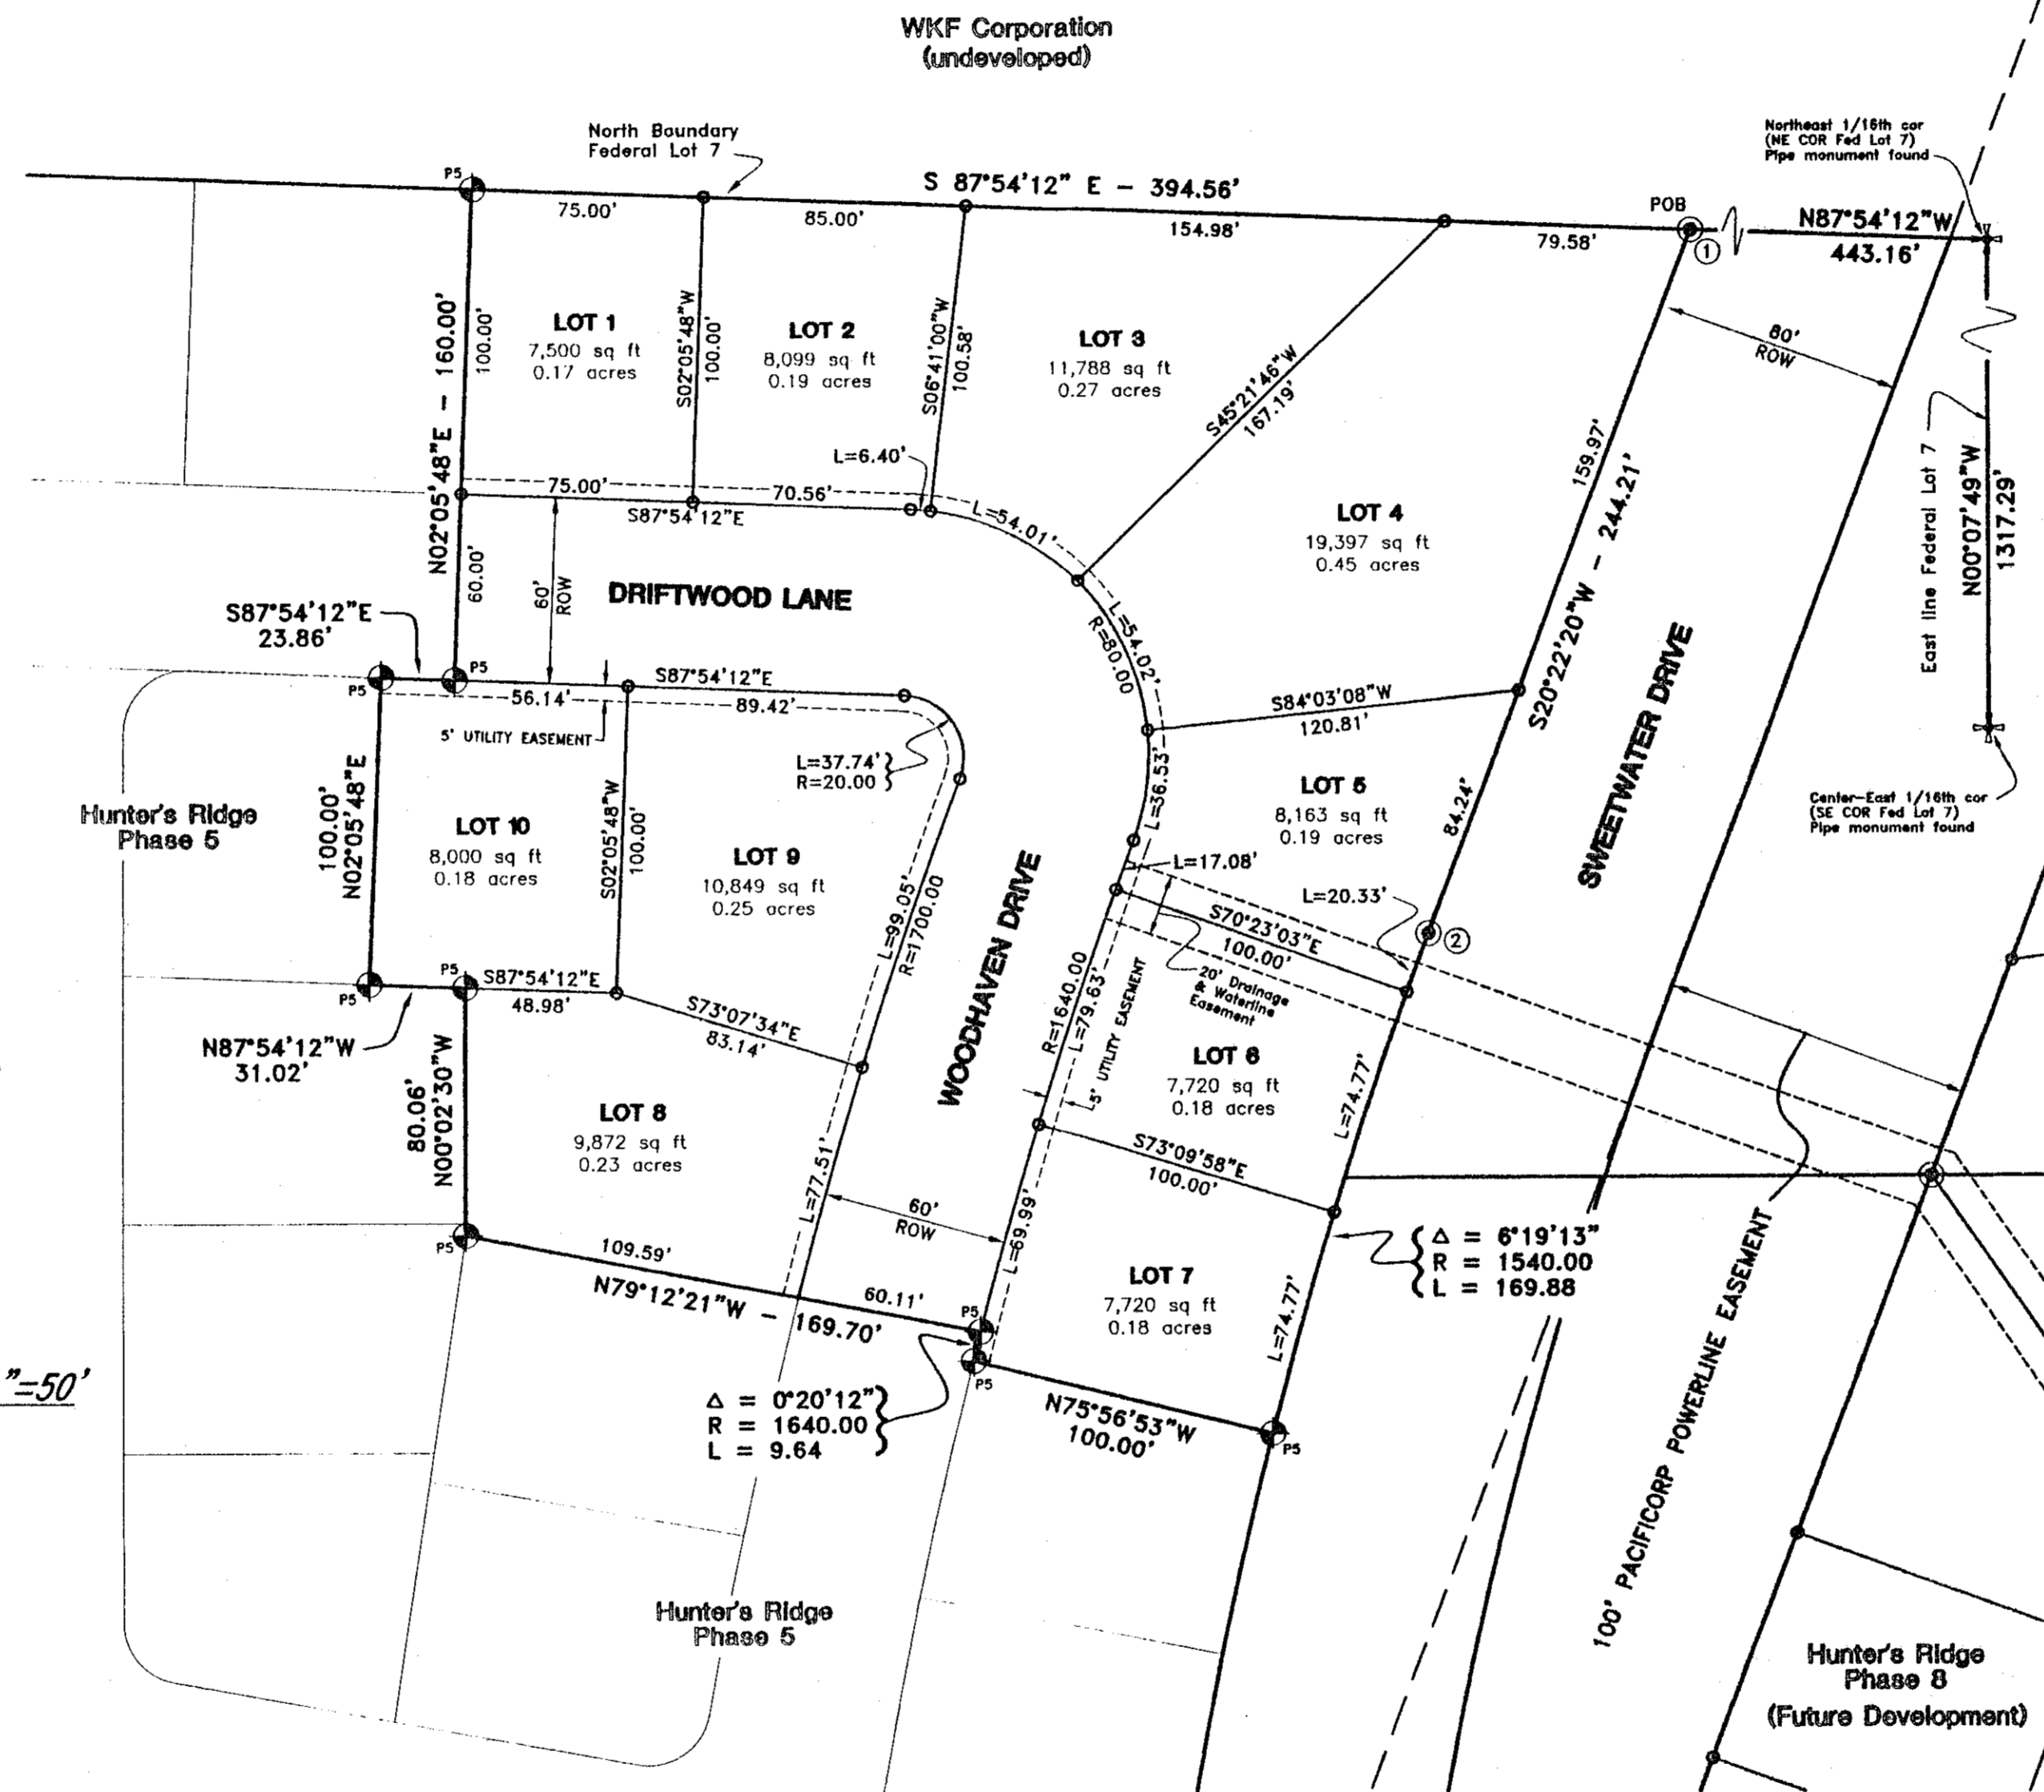 WKF Corporation
(undeveloped)
North Boundary
Federal Lot 7
Northeast 1/16th cor
(NE COR Fed Lot 7)
Pipe monument found
P5
S 87°54'12" E - 394.56'
75.00'
85.00'
154.98'
79.58'
POB
1
N87°54'12"W
443.16'
N02°05'48"E - 160.00'
100.00'
LOT 1
7,500 sq ft
0.17 acres
S02°05'48"W
100.00'
LOT 2
8,099 sq ft
0.19 acres
S06°41'00"W
100.58'
LOT 3
11,788 sq ft
0.27 acres
S45°21'46"W
167.19'
80'
ROW
159.97'
S20°22'20"W - 244.21'
East line Federal Lot 7
N00°07'49"W
1317.29'
L=6.40'
75.00'
70.56'
S87°54'12"E
L=54.01'
LOT 4
19,397 sq ft
0.45 acres
60.00'
60'
ROW
DRIFTWOOD LANE
L=54.02'
R=80.00
S87°54'12"E
23.86'
P5
P5
S87°54'12"E
56.14'
89.42'
5' UTILITY EASEMENT
S84°03'08"W
120.81'
SWEETWATER DRIVE
L=37.74'
R=20.00
L=36.53'
LOT 5
8,163 sq ft
0.19 acres
84.24'
Center-East 1/16th cor
(SE COR Fed Lot 7)
Pipe monument found
Hunter's Ridge
Phase 5
100.00'
N02°05'48"E
LOT 10
8,000 sq ft
0.18 acres
S02°05'48"W
100.00'
LOT 9
10,849 sq ft
0.25 acres
L=99.05'
R=1700.00
WOODHAVEN DRIVE
L=17.08'
L=20.33'
2
S70°23'03"E
100.00'
20' Drainage
& Waterline
Easement
P5
P5
S87°54'12"E
48.98'
S73°07'34"E
83.14'
R=1640.00
L=79.63'
5' UTILITY EASEMENT
N87°54'12"W
31.02'
80.06'
N00°02'30"W
LOT 8
9,872 sq ft
0.23 acres
LOT 6
7,720 sq ft
0.18 acres
L=74.77'
L=77.51'
S73°09'58"E
100.00'
60'
ROW
L=69.99'
P5
109.59'
N79°12'21"W - 169.70'
60.11'
P5
P5
LOT 7
7,720 sq ft
0.18 acres
L=74.77'
Δ = 6°19'13"
R = 1540.00
L = 169.88
100' PACIFICORP POWERLINE EASEMENT
"=50'
Δ = 0°20'12"
R = 1640.00
L = 9.64
N75°56'53"W
100.00'
P5
Hunter's Ridge
Phase 5
Hunter's Ridge
Phase 8
(Future Development)